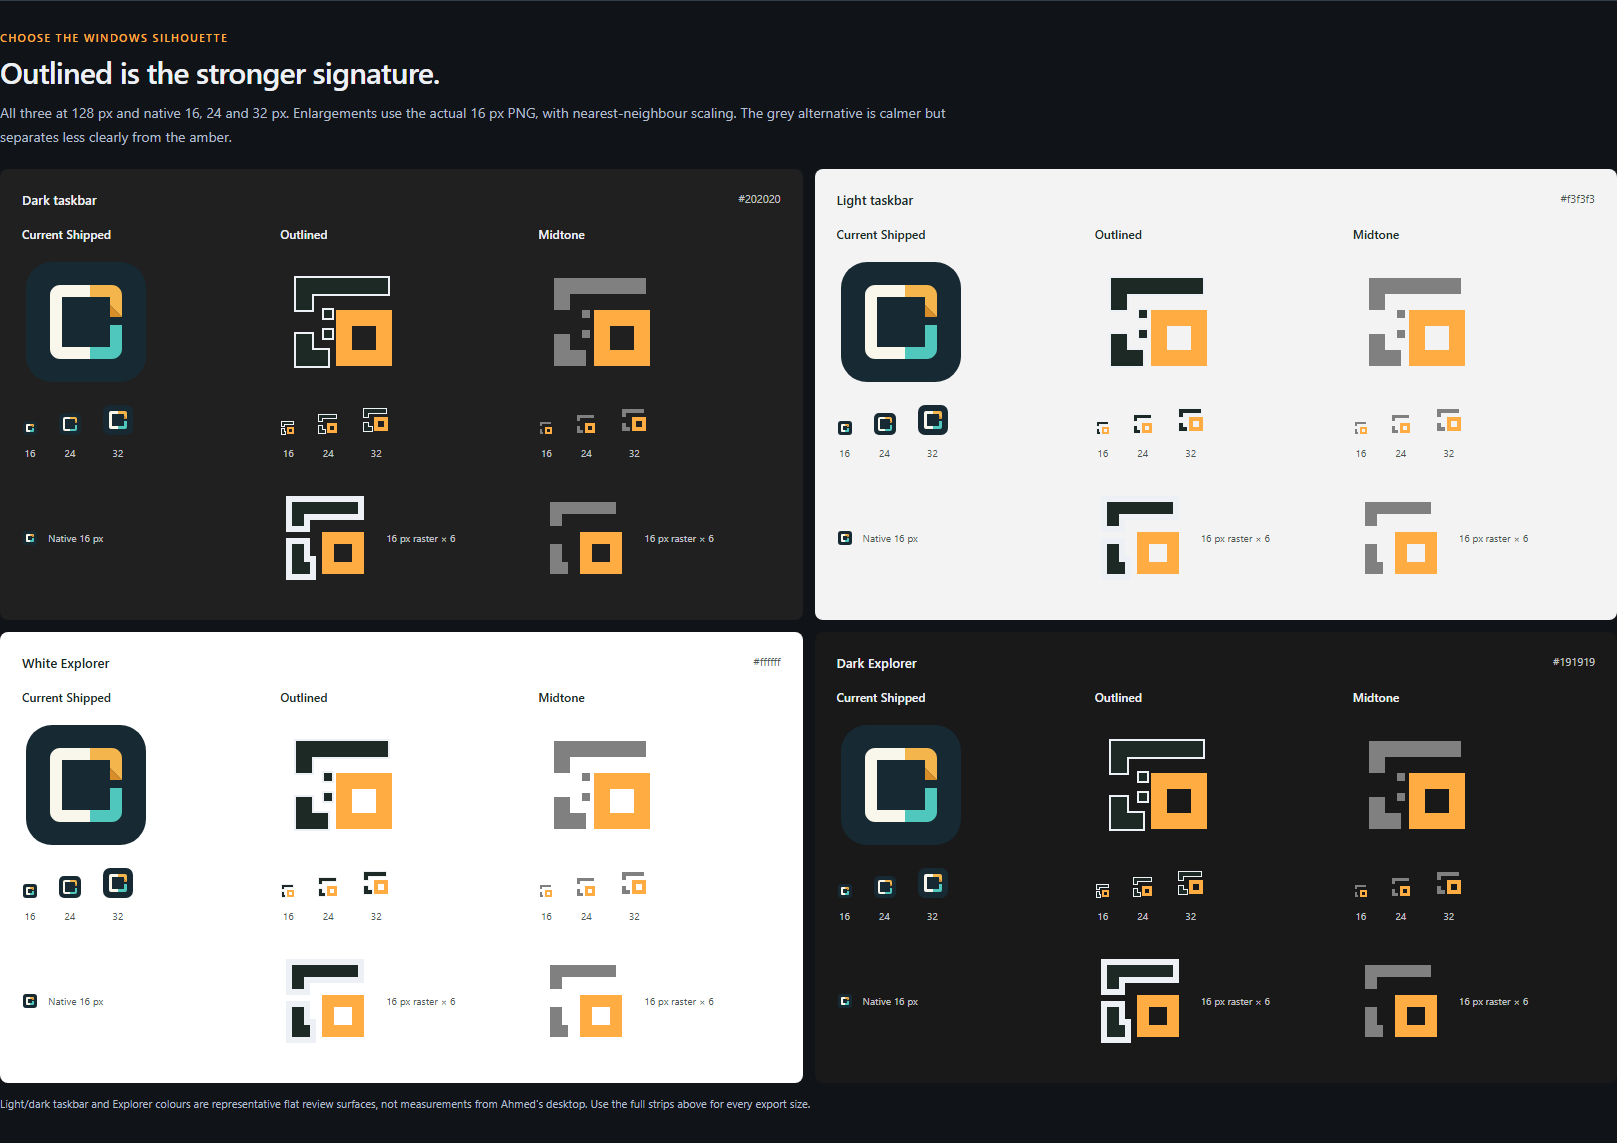 CHOOSE THE WINDOWS SILHOUETTE
Outlined is the stronger signature.
All three at 128 px and native 16, 24 and 32 px. Enlargements use the actual 16 px PNG, with nearest-neighbour scaling. The grey alternative is calmer but
separates less clearly from the amber.
Dark taskbar #202020
Current Shipped Outlined Midtone
16 24 32 16 24 32 16 24 32
Native 16 px 16 px raster × 6 16 px raster × 6
Light taskbar #f3f3f3
Current Shipped Outlined Midtone
16 24 32 16 24 32 16 24 32
Native 16 px 16 px raster × 6 16 px raster × 6
White Explorer #ffffff
Current Shipped Outlined Midtone
16 24 32 16 24 32 16 24 32
Native 16 px 16 px raster × 6 16 px raster × 6
Dark Explorer #191919
Current Shipped Outlined Midtone
16 24 32 16 24 32 16 24 32
Native 16 px 16 px raster × 6 16 px raster × 6
Light/dark taskbar and Explorer colours are representative flat review surfaces, not measurements from Ahmed's desktop. Use the full strips above for every export size.